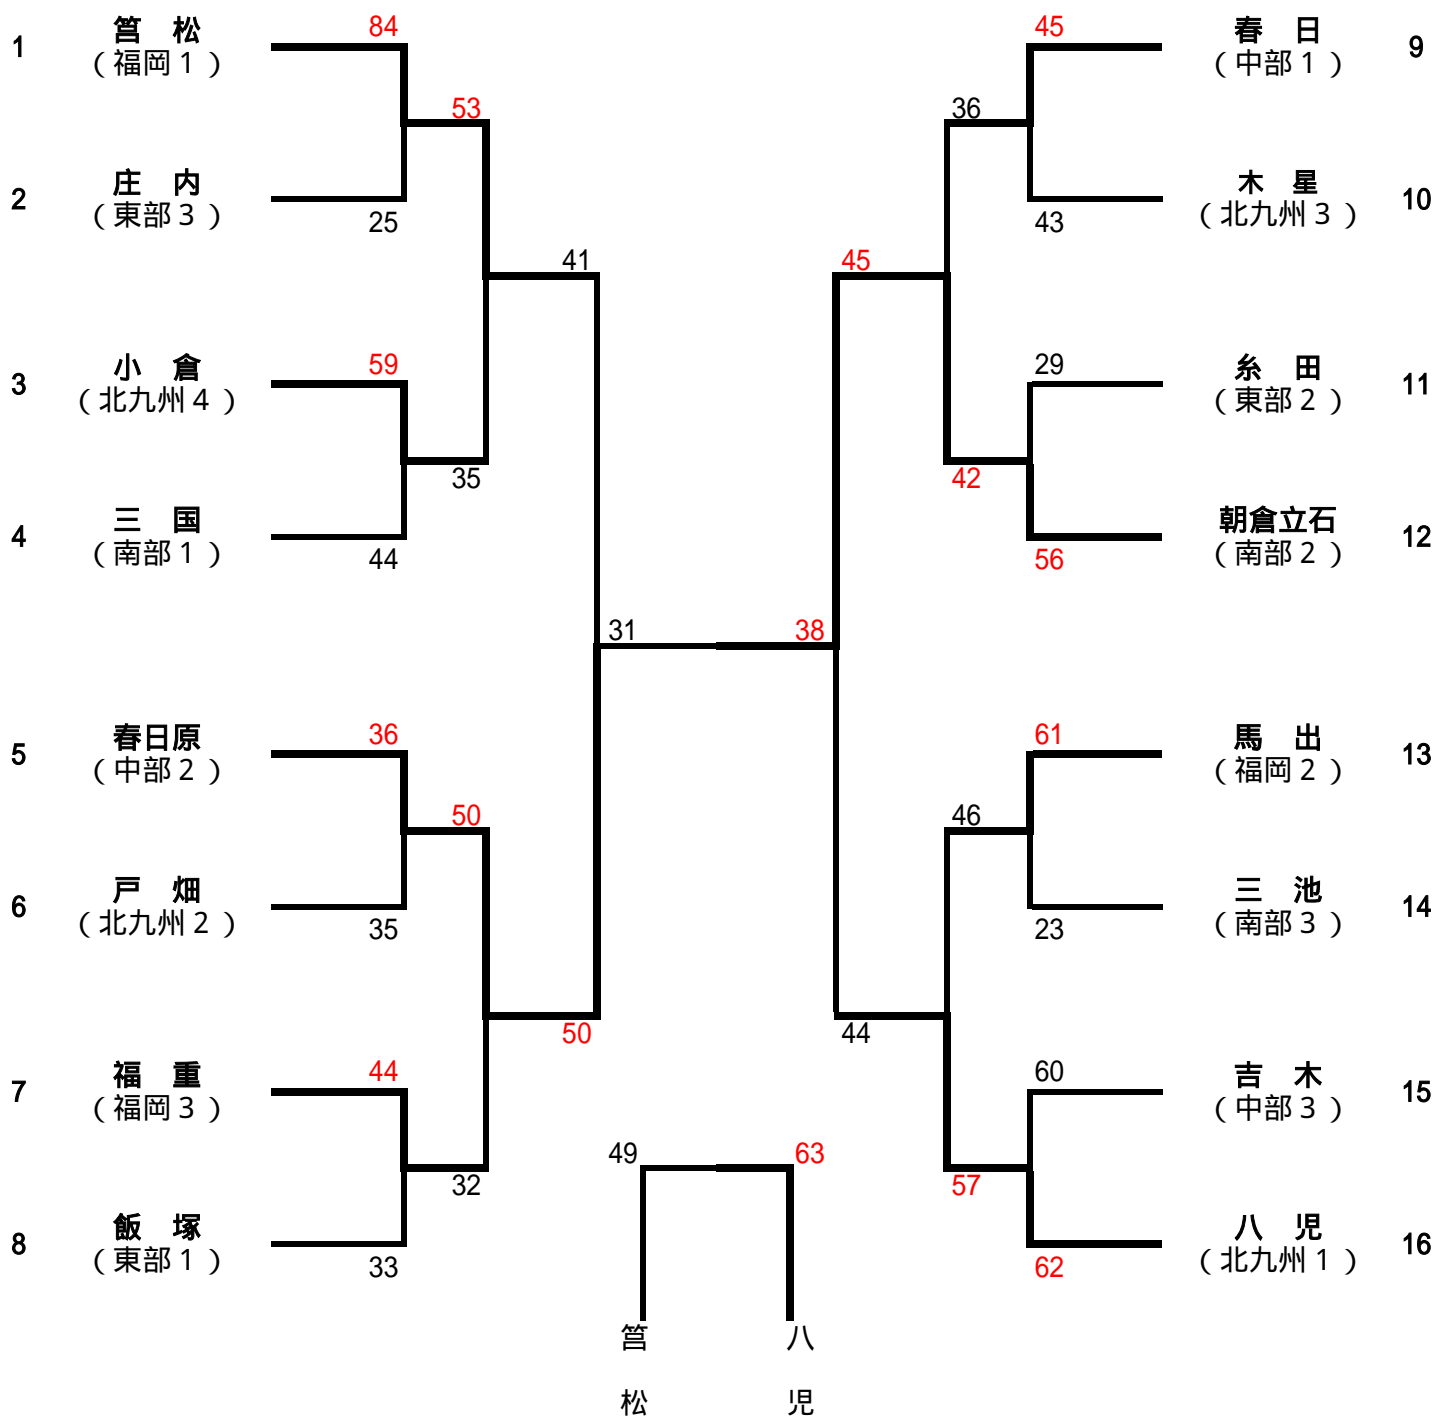 1
筥　松
（福岡１）
84
53
2
庄　内
（東部３）
25
41
3
小　倉
（北九州４）
59
35
4
三　国
（南部１）
44
31
5
春日原
（中部２）
36
50
6
戸　畑
（北九州２）
35
50
7
福　重
（福岡３）
44
32
8
飯　塚
（東部１）
33
45
春　日
（中部１）
9
36
木　星
（北九州３）
10
43
45
29
糸　田
（東部２）
11
42
朝倉立石
（南部２）
12
56
38
61
馬　出
（福岡２）
13
46
三　池
（南部３）
14
23
44
60
吉　木
（中部３）
15
57
八　児
（北九州１）
16
62
49
63
筥松
八児